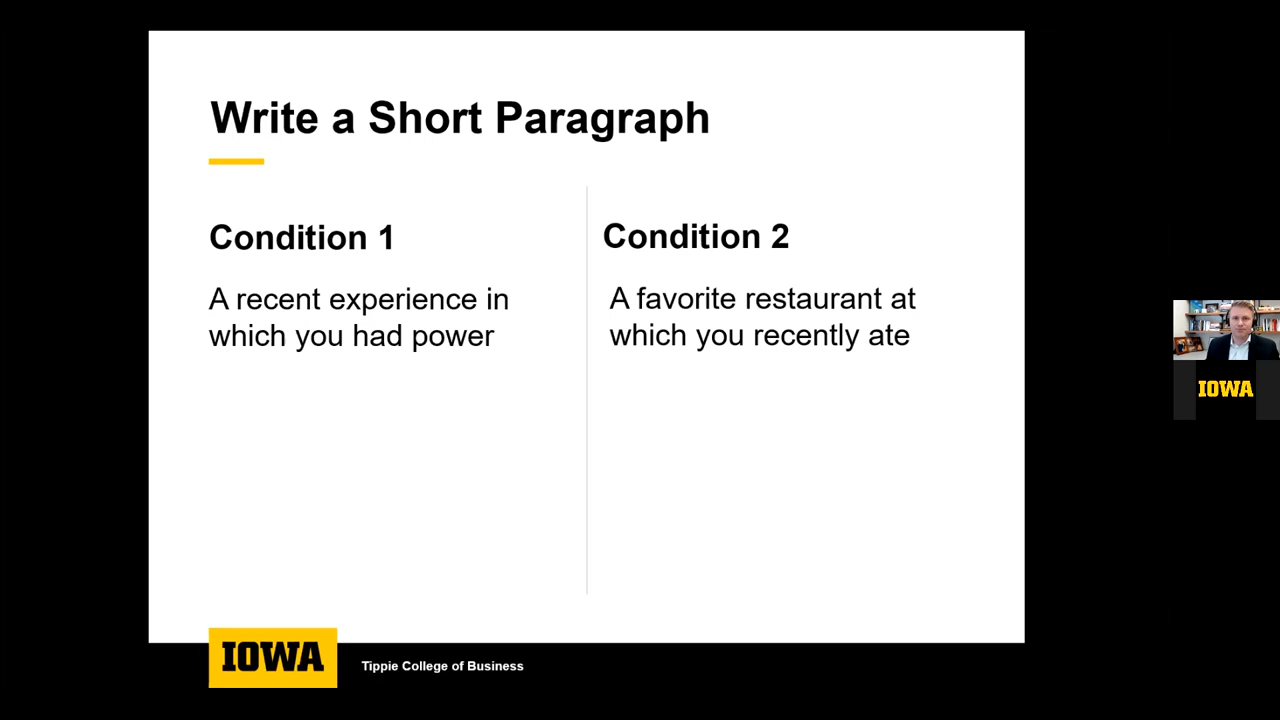 Write a Short Paragraph
Condition 1
A recent experience in
which you had power
Condition 2
A favorite restaurant at
which you recently ate
IOWA
Tippie College of Business
IOWA